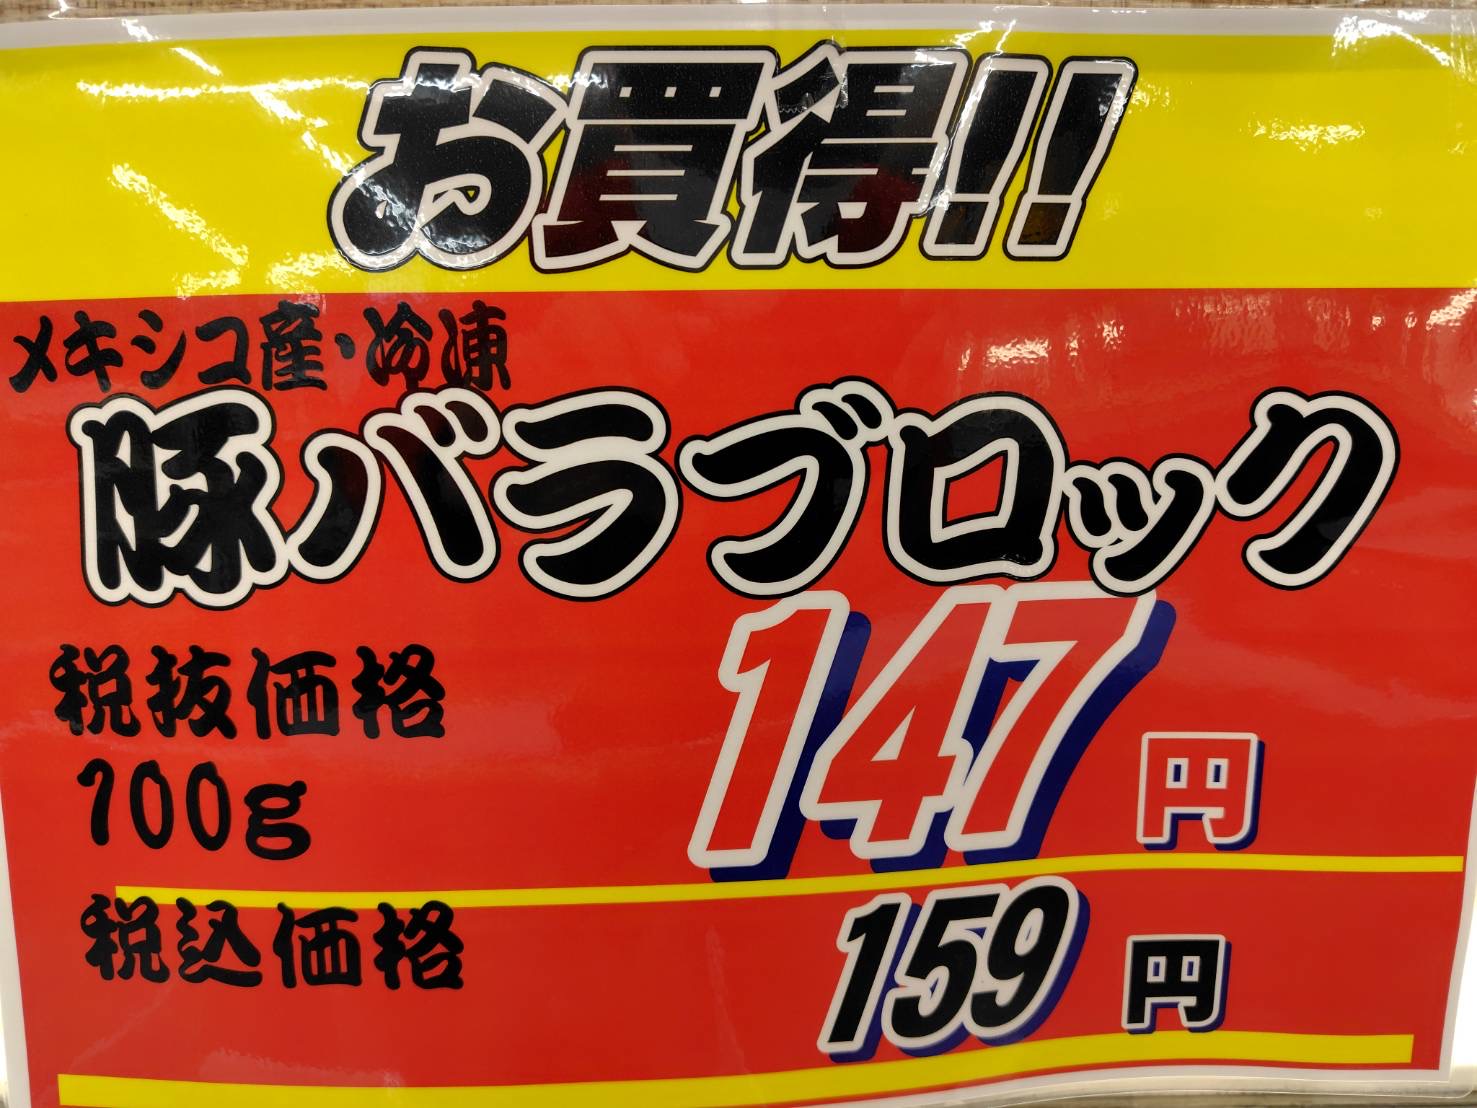 お買得!!
メキシコ産・冷凍
豚バラブロック
税抜価格
100g
147円
税込価格
159円